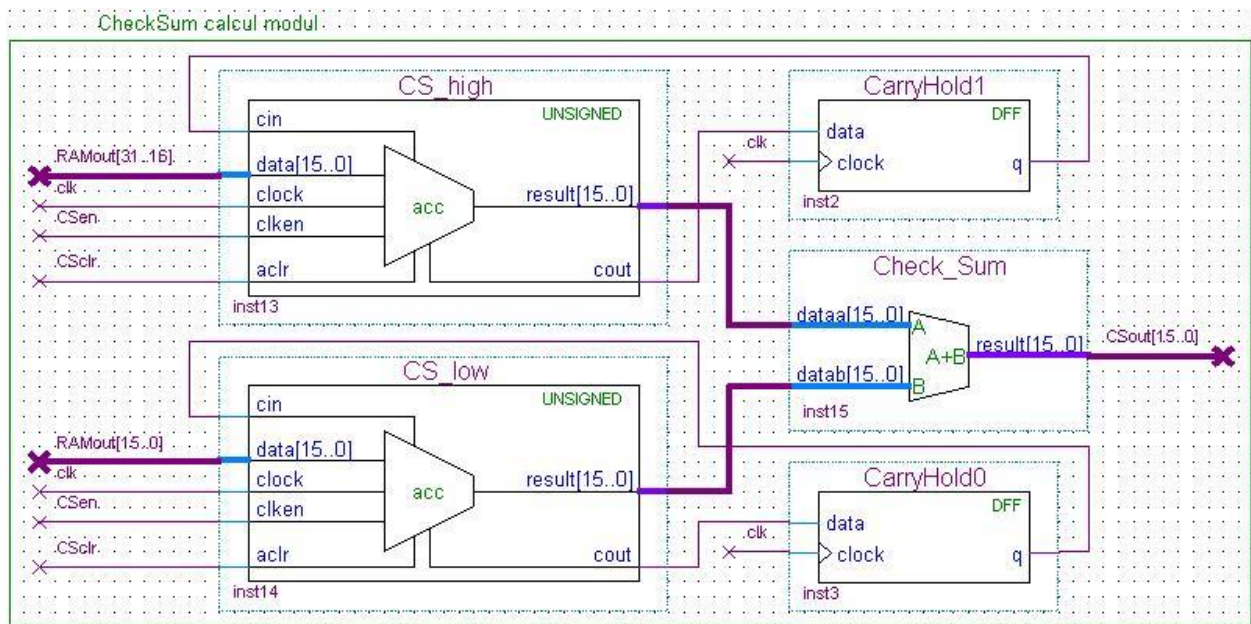 CheckSum calcul modul
CS_high
UNSIGNED
cin
RAMout[31..16]
data[15..0]
clk
clock
result[15..0]
CSen
clken
acc
CSclr
aclr
cout
inst13
CarryHold1
DFF
data
clk
clock
q
inst2
Check_Sum
dataa[15..0]
A
A+B
result[15..0]
CSout[15..0]
datab[15..0]
B
inst15
CS_low
UNSIGNED
cin
RAMout[15..0]
data[15..0]
clk
clock
result[15..0]
CSen
clken
acc
CSclr
aclr
cout
inst14
CarryHold0
DFF
data
clk
clock
q
inst3